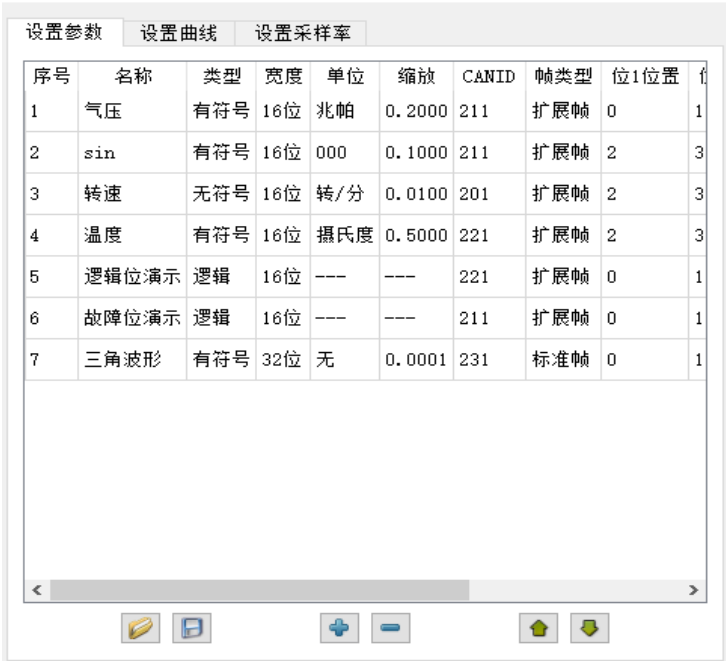 设置参数 设置曲线 设置采样率
序号 名称 类型 宽度 单位 缩放 CANID 帧类型 位1位置
1 气压 有符号 16位 兆帕 0.2000 211 扩展帧 0 1
2 sin 有符号 16位 000 0.1000 211 扩展帧 2 3
3 转速 无符号 16位 转/分 0.0100 201 扩展帧 2 3
4 温度 有符号 16位 摄氏度 0.5000 221 扩展帧 2 3
5 逻辑位演示 逻辑 16位 --- --- 221 扩展帧 0 1
6 故障位演示 逻辑 16位 --- --- 211 扩展帧 0 1
7 三角波形 有符号 32位 无 0.0001 231 标准帧 0 1